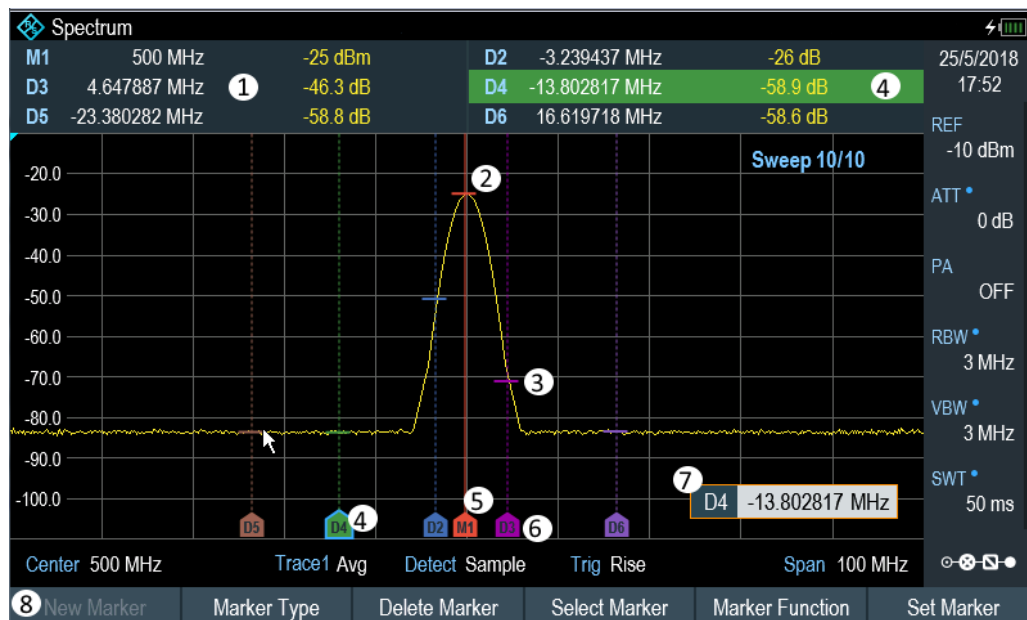 Spectrum
M1 500 MHz -25 dBm D2 -3.239437 MHz -26 dB 25/5/2018
D3 4.647887 MHz 1 -46.3 dB D4 -13.802817 MHz -58.9 dB 4 17:52
D5 -23.380282 MHz -58.8 dB D6 16.619718 MHz -58.6 dB
REF
-10 dBm
Sweep 10/10
-20.0
2
ATT
-30.0
0 dB
-40.0
PA
OFF
-50.0
RBW
-60.0
3 MHz
-70.0
3
VBW
-80.0
3 MHz
-90.0
SWT
7
-100.0
5
D4 -13.802817 MHz
50 ms
D5 D4 4 D2 M1 D3 6 D6
Center 500 MHz Trace1 Avg Detect Sample Trig Rise Span 100 MHz
8 New Marker Marker Type Delete Marker Select Marker Marker Function Set Marker